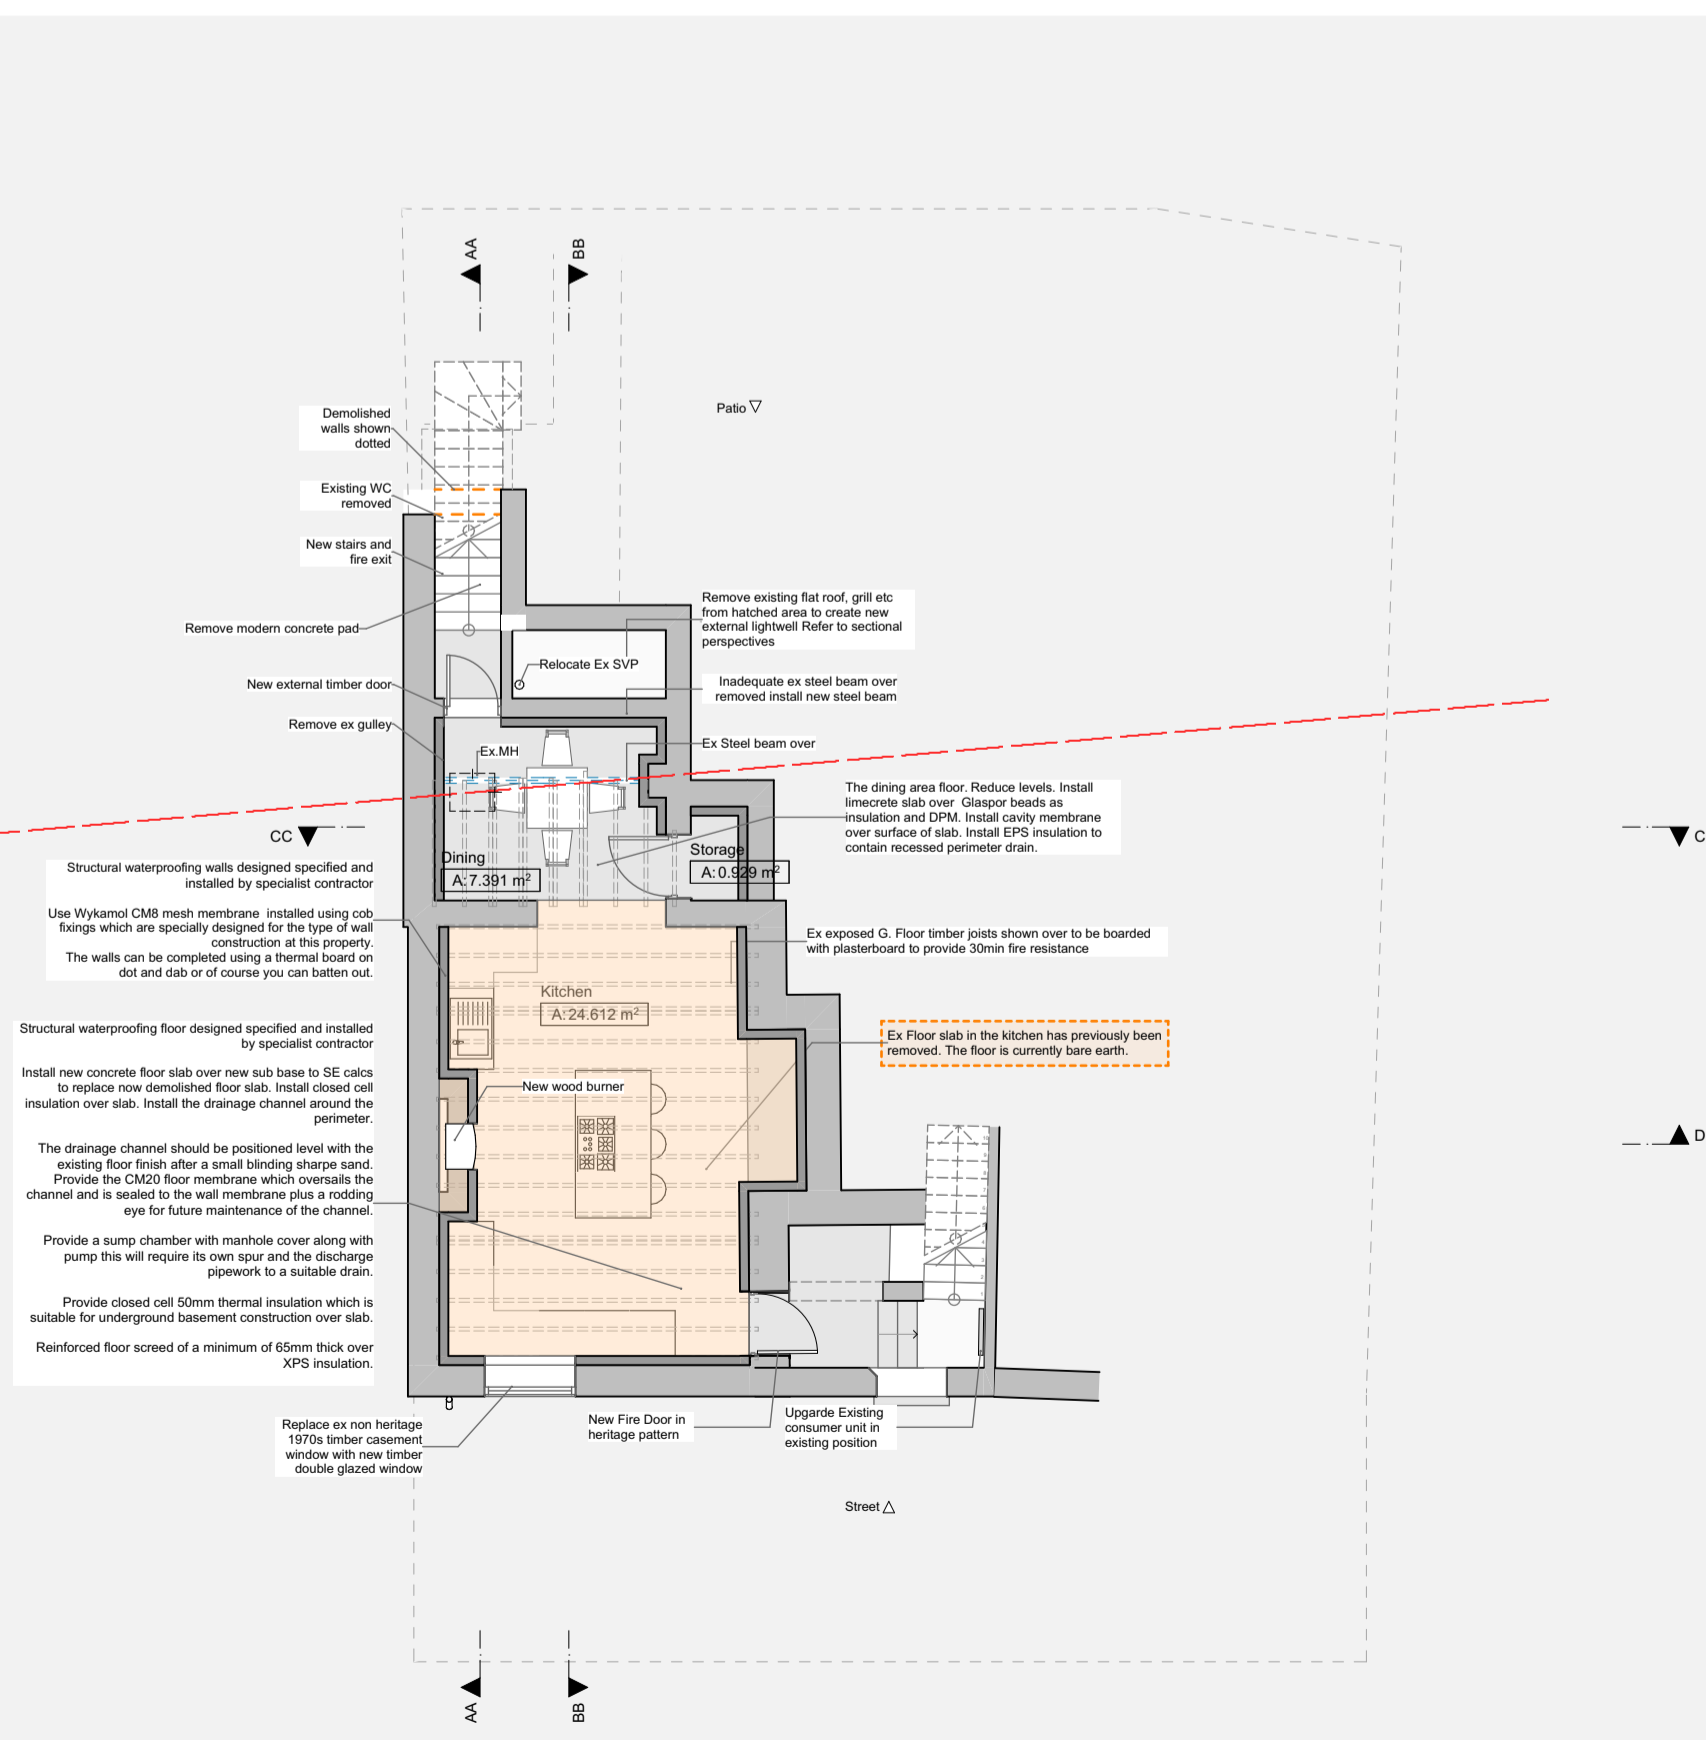 AA
BB
Patio
Demolished
walls shown
dotted
Existing WC
removed
New stairs and
fire exit
Remove modern concrete pad
Remove existing flat roof, grill etc
from hatched area to create new
external lightwell Refer to sectional
perspectives
Relocate Ex SVP
New external timber door
Inadequate ex steel beam over
removed install new steel beam
Remove ex gulley
Ex.MH
Ex Steel beam over
The dining area floor. Reduce levels. Install
limecrete slab over Glaspor beads as
insulation and DPM. Install cavity membrane
over surface of slab. Install EPS insulation to
contain recessed perimeter drain.
CC
C
Dining
A: 7.391 m²
Storage
A: 0.929 m²
Structural waterproofing walls designed specified and
installed by specialist contractor
Use Wykamol CM8 mesh membrane installed using cob
fixings which are specially designed for the type of wall
construction at this property.
The walls can be completed using a thermal board on
dot and dab or of course you can batten out.
Ex exposed G. Floor timber joists shown over to be boarded
with plasterboard to provide 30min fire resistance
Kitchen
A: 24.612 m²
Ex Floor slab in the kitchen has previously been
removed. The floor is currently bare earth.
Structural waterproofing floor designed specified and installed
by specialist contractor
Install new concrete floor slab over new sub base to SE calcs
to replace now demolished floor slab. Install closed cell
insulation over slab. Install the drainage channel around the
perimeter.
The drainage channel should be positioned level with the
existing floor finish after a small blinding sharpe sand.
Provide the CM20 floor membrane which oversails the
channel and is sealed to the wall membrane plus a rodding
eye for future maintenance of the channel.
Provide a sump chamber with manhole cover along with
pump this will require its own spur and the discharge
pipework to a suitable drain.
Provide closed cell 50mm thermal insulation which is
suitable for underground basement construction over slab.
Reinforced floor screed of a minimum of 65mm thick over
XPS insulation.
New wood burner
D
Replace ex non heritage
1970s timber casement
window with new timber
double glazed window
New Fire Door in
heritage pattern
Upgarde Existing
consumer unit in
existing position
Street
AA
BB